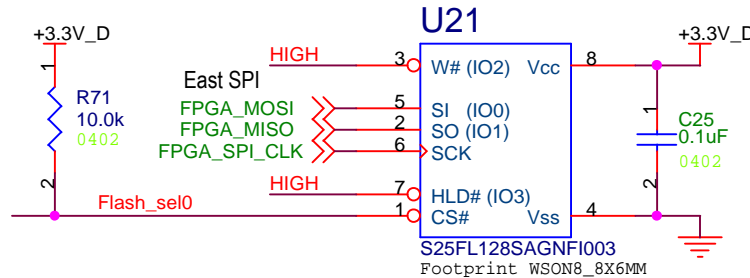 U21
+3.3V_D
+3.3V_D
HIGH
3
W# (IO2)
Vcc
8
1
R71
10.0k
0402
2
East SPI
FPGA_MOSI
5
SI (IO0)
FPGA_MISO
2
SO (IO1)
FPGA_SPI_CLK
6
SCK
1
C25
0.1uF
0402
2
HIGH
7
HLD# (IO3)
Flash_sel0
1
CS#
Vss
4
S25FL128SAGNFI003
Footprint WSON8_8X6MM